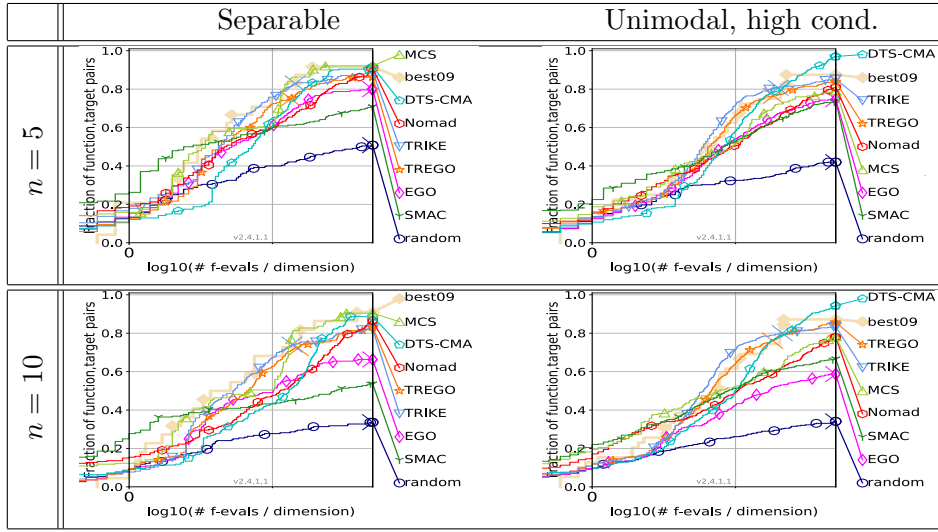 Separable
Unimodal, high cond.
n = 5
Fraction of function,target pairs
1.0
0.8
0.6
0.4
0.2
0.0
0
log10(# f-evals / dimension)
v2.4.1.1
MCS
best09
DTS-CMA
Nomad
TRIKE
TREGO
EGO
SMAC
random
Fraction of function,target pairs
1.0
0.8
0.6
0.4
0.2
0.0
0
log10(# f-evals / dimension)
v2.4.1.1
DTS-CMA
best09
TRIKE
TREGO
Nomad
MCS
EGO
SMAC
random
n = 10
Fraction of function,target pairs
1.0
0.8
0.6
0.4
0.2
0.0
0
log10(# f-evals / dimension)
v2.4.1.1
best09
MCS
DTS-CMA
Nomad
TREGO
TRIKE
EGO
SMAC
random
Fraction of function,target pairs
1.0
0.8
0.6
0.4
0.2
0.0
0
log10(# f-evals / dimension)
v2.4.1.1
DTS-CMA
best09
TREGO
TRIKE
MCS
Nomad
SMAC
EGO
random